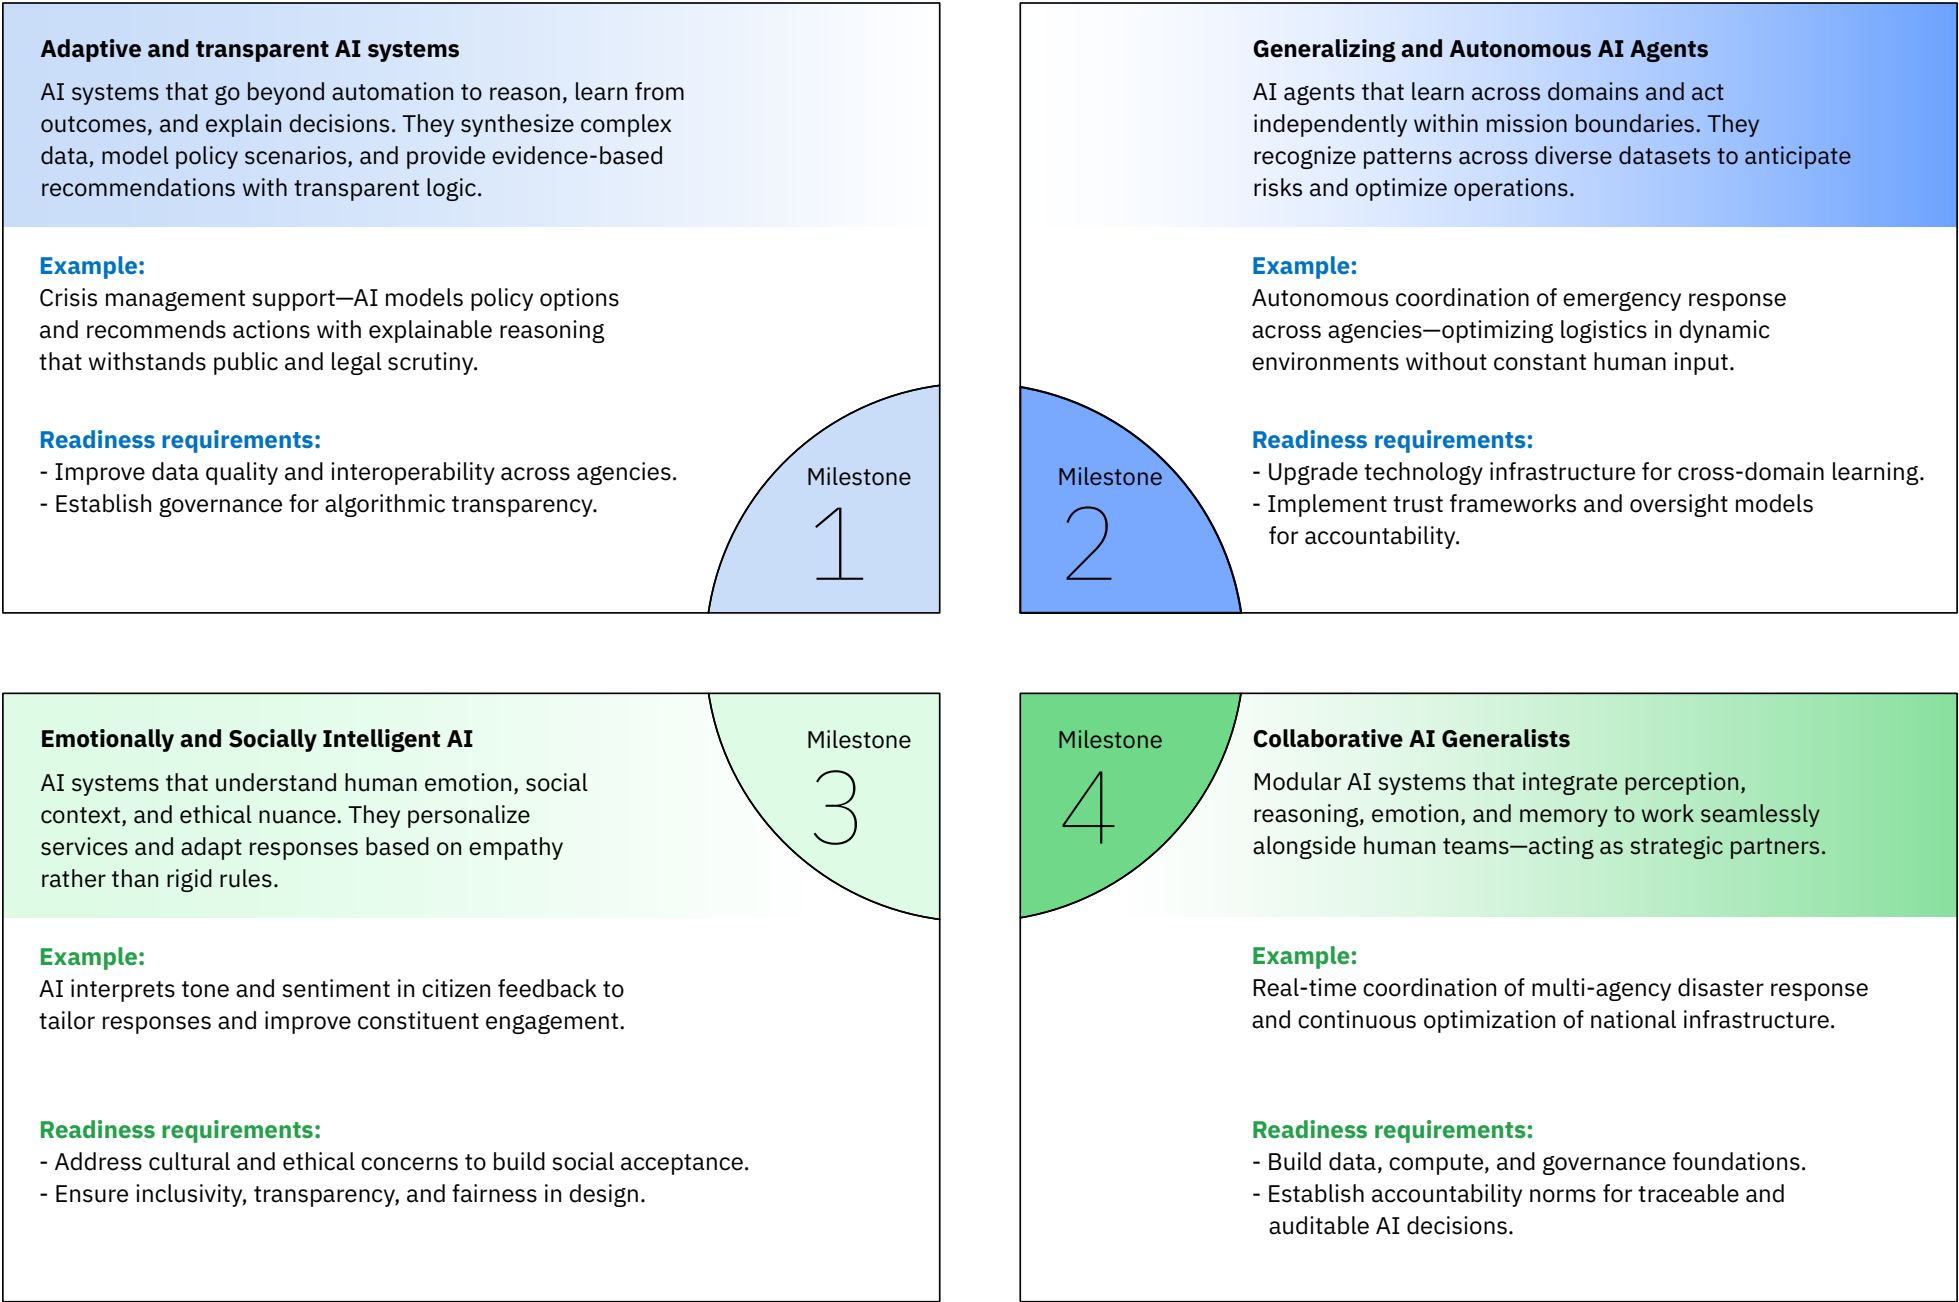 Adaptive and transparent AI systems
AI systems that go beyond automation to reason, learn from
outcomes, and explain decisions. They synthesize complex
data, model policy scenarios, and provide evidence-based
recommendations with transparent logic.
Example:
Crisis management support—AI models policy options
and recommends actions with explainable reasoning
that withstands public and legal scrutiny.
Readiness requirements:
- Improve data quality and interoperability across agencies.
- Establish governance for algorithmic transparency.
Milestone
1
Generalizing and Autonomous AI Agents
AI agents that learn across domains and act
independently within mission boundaries. They
recognize patterns across diverse datasets to anticipate
risks and optimize operations.
Example:
Autonomous coordination of emergency response
across agencies—optimizing logistics in dynamic
environments without constant human input.
Readiness requirements:
- Upgrade technology infrastructure for cross-domain learning.
- Implement trust frameworks and oversight models
for accountability.
Milestone
2
Emotionally and Socially Intelligent AI
AI systems that understand human emotion, social
context, and ethical nuance. They personalize
services and adapt responses based on empathy
rather than rigid rules.
Milestone
3
Example:
AI interprets tone and sentiment in citizen feedback to
tailor responses and improve constituent engagement.
Readiness requirements:
- Address cultural and ethical concerns to build social acceptance.
- Ensure inclusivity, transparency, and fairness in design.
Milestone
4
Collaborative AI Generalists
Modular AI systems that integrate perception,
reasoning, emotion, and memory to work seamlessly
alongside human teams—acting as strategic partners.
Example:
Real-time coordination of multi-agency disaster response
and continuous optimization of national infrastructure.
Readiness requirements:
- Build data, compute, and governance foundations.
- Establish accountability norms for traceable and
auditable AI decisions.